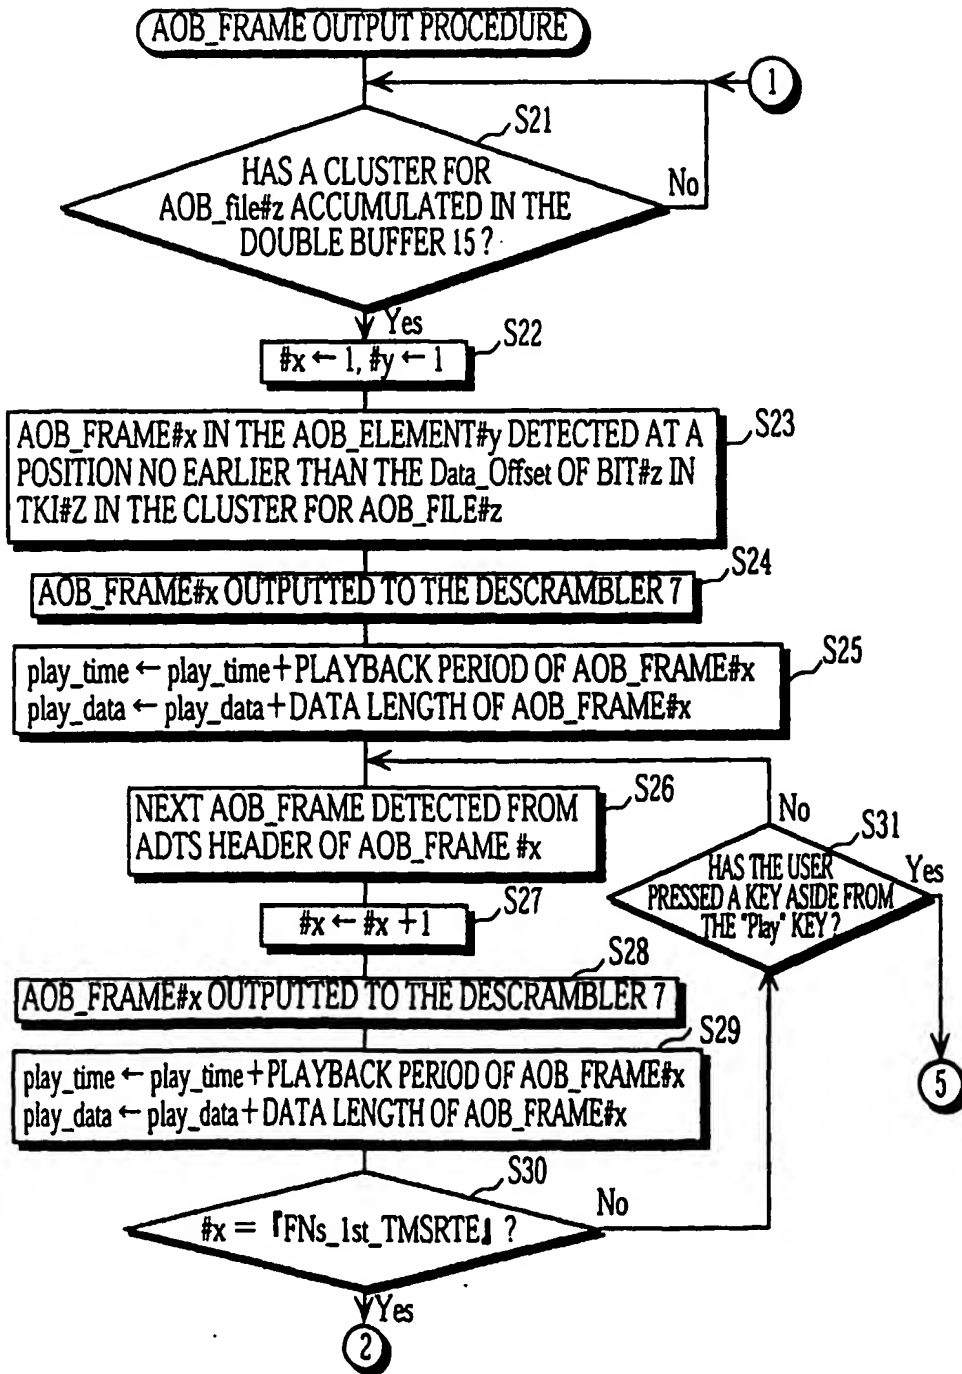 AOB_FRAME OUTPUT PROCEDURE
1
S21
HAS A CLUSTER FOR
AOB_file#z ACCUMULATED IN THE
DOUBLE BUFFER 15 ?
No
Yes
S22
#x ← 1, #y ← 1
S23
AOB_FRAME#x IN THE AOB_ELEMENT#y DETECTED AT A
POSITION NO EARLIER THAN THE Data_Offset OF BIT#z IN
TKI#Z IN THE CLUSTER FOR AOB_FILE#z
S24
AOB_FRAME#x OUTPUTTED TO THE DESCRAMBLER 7
S25
play_time ← play_time+PLAYBACK PERIOD OF AOB_FRAME#x
play_data ← play_data+DATA LENGTH OF AOB_FRAME#x
S26
NEXT AOB_FRAME DETECTED FROM
ADTS HEADER OF AOB_FRAME #x
No
S31
HAS THE USER
PRESSED A KEY ASIDE FROM
THE "Play" KEY ?
Yes
S27
#x ← #x +1
S28
AOB_FRAME#x OUTPUTTED TO THE DESCRAMBLER 7
S29
play_time ← play_time+PLAYBACK PERIOD OF AOB_FRAME#x
play_data ← play_data+DATA LENGTH OF AOB_FRAME#x
5
S30
#x = 『FNs_1st_TMSRTE』 ?
No
Yes
2